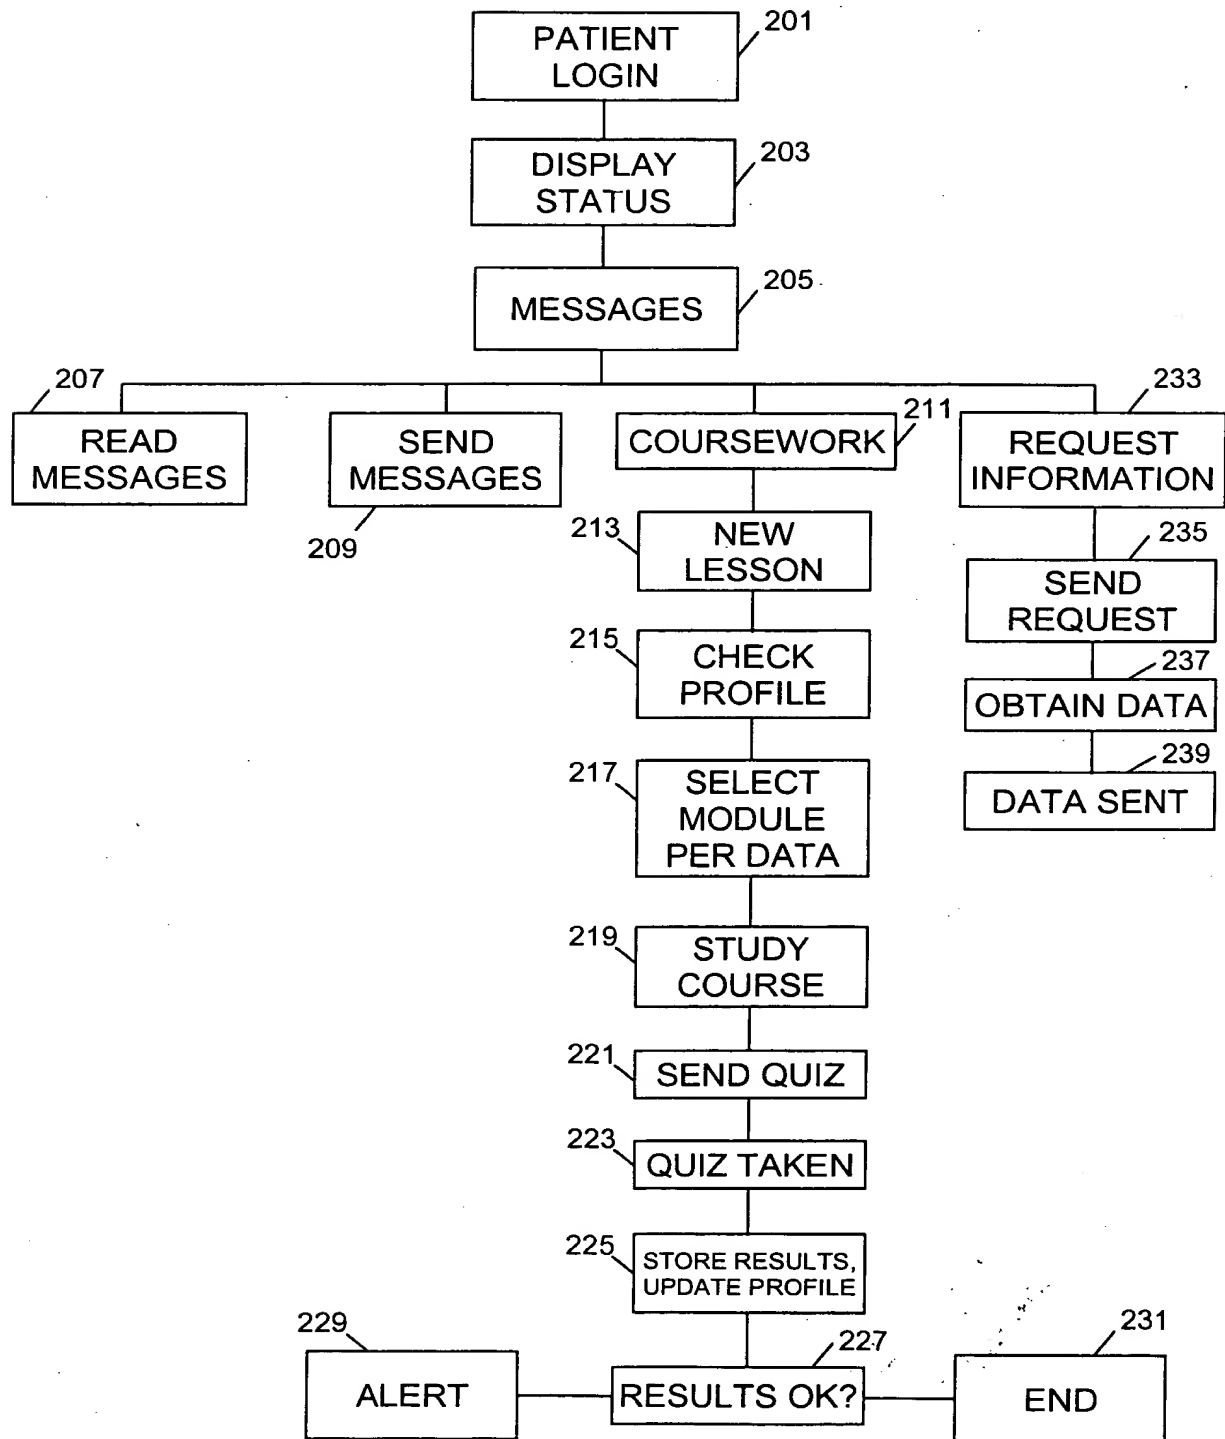 201
PATIENT
LOGIN
203
DISPLAY
STATUS
205
MESSAGES
207
READ
MESSAGES
SEND
MESSAGES
209
211
COURSEWORK
233
REQUEST
INFORMATION
213
NEW
LESSON
235
SEND
REQUEST
215
CHECK
PROFILE
237
OBTAIN DATA
217
SELECT
MODULE
PER DATA
239
DATA SENT
219
STUDY
COURSE
221
SEND QUIZ
223
QUIZ TAKEN
225
STORE RESULTS,
UPDATE PROFILE
229
ALERT
227
RESULTS OK?
231
END